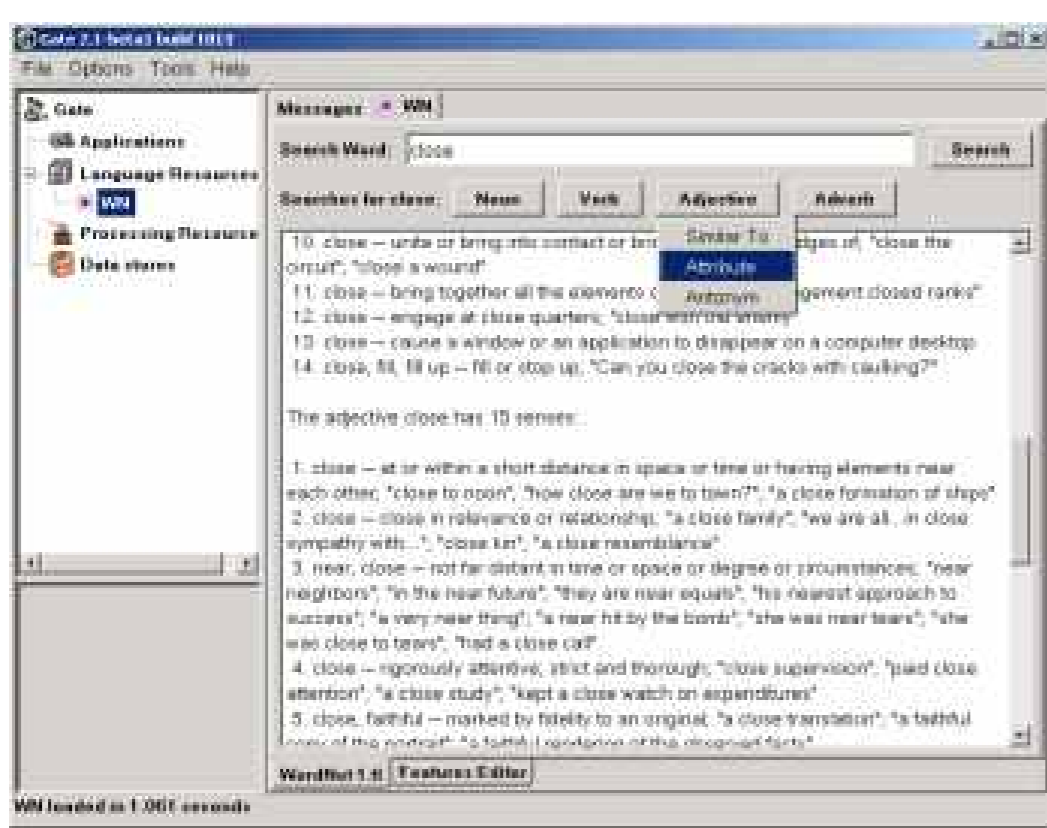 Gate 2.1-beta1 build
File Options Tools Help
Gate
Applications
Language Resources
WN
Processing Resource
Data stores
Messages WN
Search Word: close Search
Searches for close: Noun Verb Adjective Adverb
Similar To
Attribute
Antonym
10. close -- unite or bring into contact or dges of; "close the
circuit"; "close a wound"
11. close -- bring together all the elements gement closed ranks"
12. close -- engage at close quarters; "close with the enemy"
13. close -- cause a window or an application to disappear on a computer desktop
14. close, fill, fill up -- fill or stop up; "Can you close the cracks with caulking?"
The adjective close has 15 senses:
1. close -- at or within a short distance in space or time or having elements near
each other; "close to noon"; "how close are we to town?"; "a close formation of ships"
2. close -- close in relevance or relationship; "a close family"; "we are all...in close
sympathy with..."; "close kin"; "a close resemblance"
3. near, close -- not far distant in time or space or degree or circumstances; "near
neighbors"; "in the near future"; "they are near equals"; "his nearest approach to
success"; "a very near thing"; "a near hit by the bomb"; "she was near tears"; "she
was close to tears"; "had a close call"
4. close -- rigorously attentive; strict and thorough; "close supervision"; "paid close
attention"; "a close study"; "kept a close watch on expenditures"
5. close, faithful -- marked by fidelity to an original; "a close translation"; "a faithful
copy of the portrait"; "a faithful rendering of the observed facts"
WordNet 1.6 Features Editor
WN loaded in 1.061 seconds